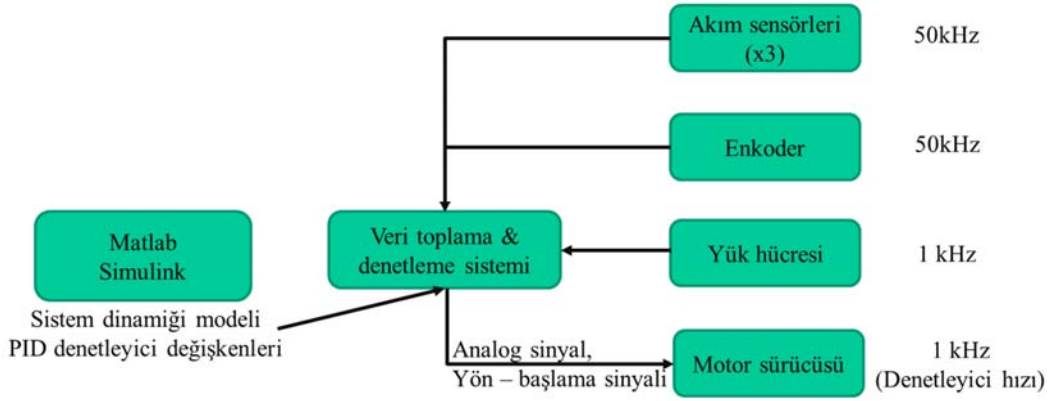 Akım sensörleri
(x3)
50kHz
Enkoder
50kHz
Matlab
Simulink
Veri toplama &
denetleme sistemi
Yük hücresi
1 kHz
Sistem dinamiği modeli
PID denetleyici değişkenleri
Analog sinyal,
Yön – başlama sinyali
Motor sürücüsü
1 kHz
(Denetleyici hızı)